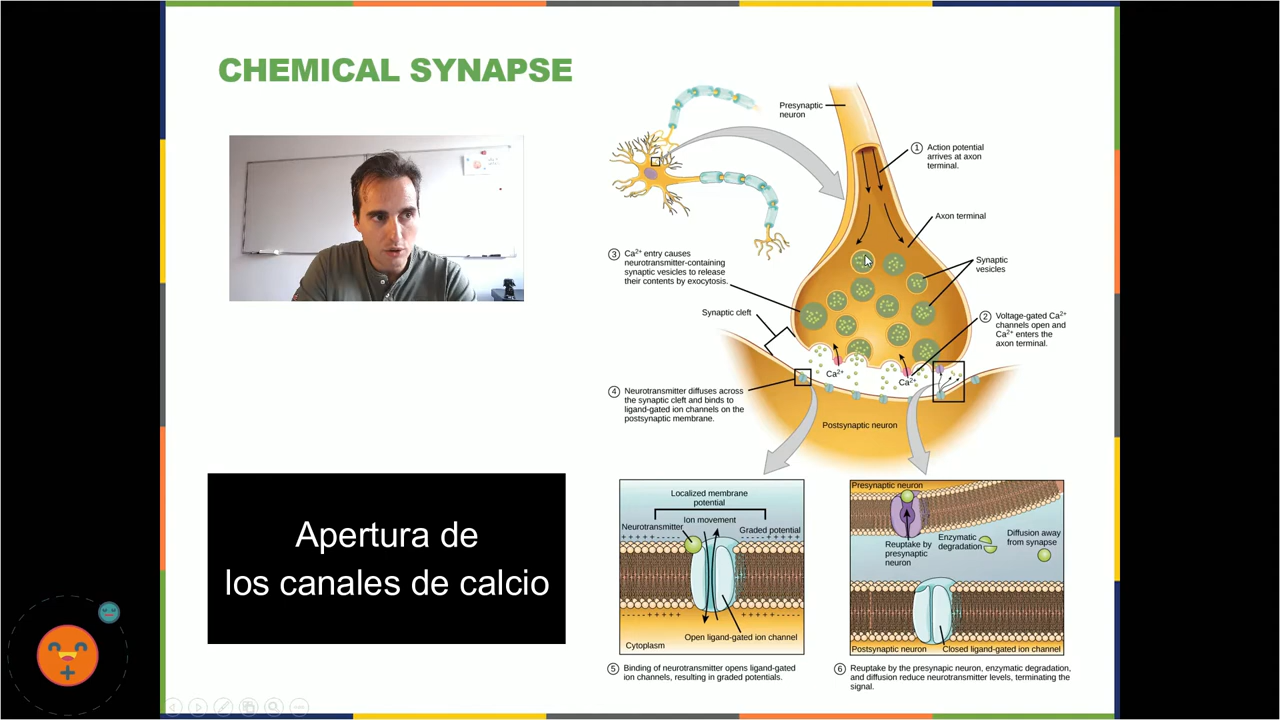 CHEMICAL SYNAPSE
Presynaptic
neuron
1 Action potential
arrives at axon
terminal.
Axon terminal
3 Ca2+ entry causes
neurotransmitter-containing
synaptic vesicles to release
their contents by exocytosis.
Synaptic
vesicles
Synaptic cleft
2 Voltage-gated Ca2+
channels open and
Ca2+ enters the
axon terminal.
Ca2+
Ca2+
4 Neurotransmitter diffuses across
the synaptic cleft and binds to
ligand-gated ion channels on the
postsynaptic membrane.
Postsynaptic neuron
Apertura de
los canales de calcio
Localized membrane
potential
Ion movement
Neurotransmitter
Graded potential
+ + + + + - - - - -
- - - - - + + + +
- - - - - + + + + +
+ + + + - - - - -
Open ligand-gated ion channel
Cytoplasm
5 Binding of neurotransmitter opens ligand-gated
ion channels, resulting in graded potentials.
Presynaptic neuron
Reuptake by
presynaptic
neuron
Enzymatic
degradation
Diffusion away
from synapse
Postsynaptic neuron
Closed ligand-gated ion channel
6 Reuptake by the presynapic neuron, enzymatic degradation,
and diffusion reduce neurotransmitter levels, terminating the
signal.